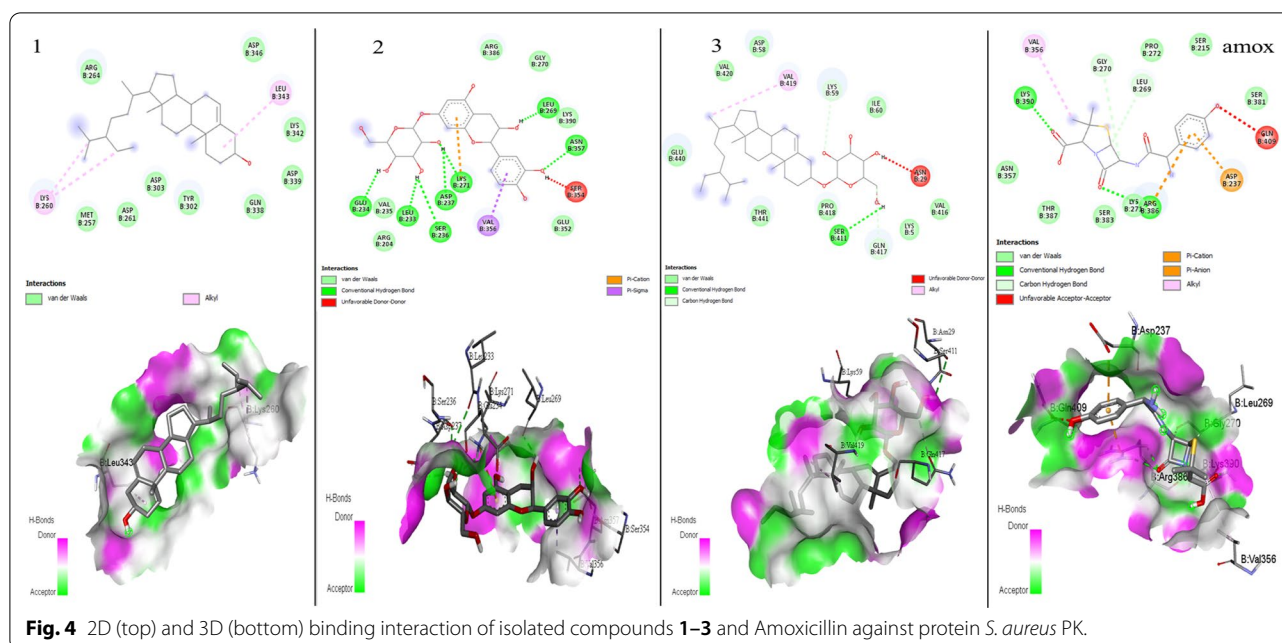 1
ASP
B:346
ARG
B:264
LEU
B:343
LYS
B:342
ASP
B:303
TYR
B:302
ASP
B:339
LYS
B:260
MET
B:257
ASP
B:261
GLN
B:338
Interactions
van der Waals
Alkyl
B:Lys260
B:Leu343
H-Bonds
Donor
Acceptor
2
ARG
B:386
GLY
B:270
LEU
B:269
LYS
B:390
ASN
B:357
LYS
B:271
SER
B:354
GLU
B:234
VAL
B:235
ASP
B:237
LEU
B:233
SER
B:236
VAL
B:356
GLU
B:352
ARG
B:204
Interactions
van der Waals
Conventional Hydrogen Bond
Unfavorable Donor-Donor
Pi-Cation
Pi-Sigma
B:Leu233
B:Ser236
B:Lys271
B:Leu269
B:Ser354
H-Bonds
Donor
Acceptor
3
ASP
B:58
VAL
B:420
VAL
B:419
LYS
B:59
ILE
B:60
GLU
B:440
ASN
B:29
THR
B:441
PRO
B:418
VAL
B:416
SER
B:411
LYS
B:5
GLN
B:417
Interactions
van der Waals
Conventional Hydrogen Bond
Carbon Hydrogen Bond
Unfavorable Donor-Donor
Alkyl
B:Asn29
B:Ser411
B:Lys59
B:Val419
B:Gln417
H-Bonds
Donor
Acceptor
amox
VAL
B:356
GLY
B:270
PRO
B:272
SER
B:215
LEU
B:269
LYS
B:390
SER
B:381
GLN
B:409
ASN
B:357
ASP
B:237
THR
B:387
SER
B:383
LYS
B:271
ARG
B:386
Interactions
van der Waals
Conventional Hydrogen Bond
Carbon Hydrogen Bond
Unfavorable Acceptor-Acceptor
Pi-Cation
Pi-Anion
Alkyl
B:Asp237
B:Gln409
B:Leu269
B:Gly270
B:Lys390
B:Arg386
B:Val356
H-Bonds
Donor
Acceptor
Fig. 4 2D (top) and 3D (bottom) binding interaction of isolated compounds 1–3 and Amoxicillin against protein S. aureus PK.